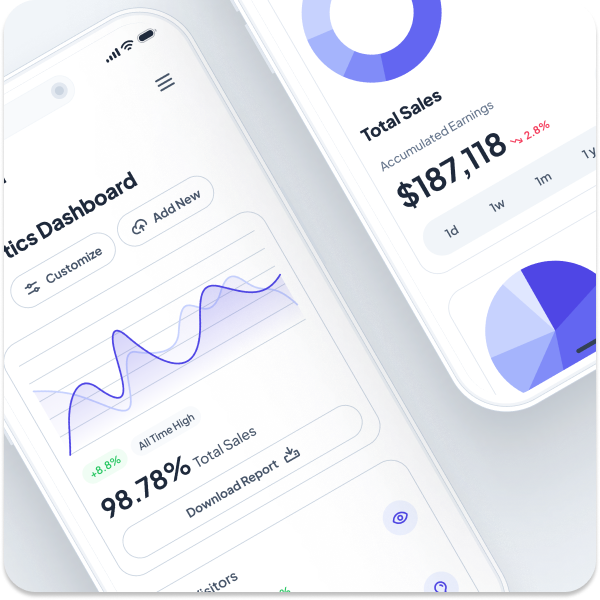 tics Dashboard
Customize
Add New
+8.8%
All Time High
98.78% Total Sales
Download Report
isitors
%
Total Sales
Accumulated Earnings
$187,118
2.8%
1d
1w
1m
1y